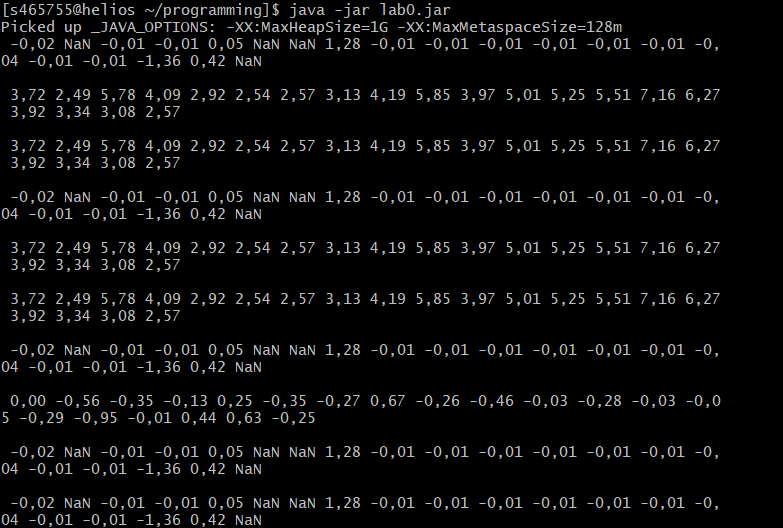 [s465755@helios ~/programming]$ java -jar lab0.jar
Picked up _JAVA_OPTIONS: -XX:MaxHeapSize=1G -XX:MaxMetaspaceSize=128m
 -0,02 NaN -0,01 -0,01 0,05 NaN NaN 1,28 -0,01 -0,01 -0,01 -0,01 -0,01 -0,01 -0,
04 -0,01 -0,01 -1,36 0,42 NaN
 3,72 2,49 5,78 4,09 2,92 2,54 2,57 3,13 4,19 5,85 3,97 5,01 5,25 5,51 7,16 6,27
 3,92 3,34 3,08 2,57
 3,72 2,49 5,78 4,09 2,92 2,54 2,57 3,13 4,19 5,85 3,97 5,01 5,25 5,51 7,16 6,27
 3,92 3,34 3,08 2,57
 -0,02 NaN -0,01 -0,01 0,05 NaN NaN 1,28 -0,01 -0,01 -0,01 -0,01 -0,01 -0,01 -0,
04 -0,01 -0,01 -1,36 0,42 NaN
 3,72 2,49 5,78 4,09 2,92 2,54 2,57 3,13 4,19 5,85 3,97 5,01 5,25 5,51 7,16 6,27
 3,92 3,34 3,08 2,57
 3,72 2,49 5,78 4,09 2,92 2,54 2,57 3,13 4,19 5,85 3,97 5,01 5,25 5,51 7,16 6,27
 3,92 3,34 3,08 2,57
 -0,02 NaN -0,01 -0,01 0,05 NaN NaN 1,28 -0,01 -0,01 -0,01 -0,01 -0,01 -0,01 -0,
04 -0,01 -0,01 -1,36 0,42 NaN
 0,00 -0,56 -0,35 -0,13 0,25 -0,35 -0,27 0,67 -0,26 -0,46 -0,03 -0,28 -0,03 -0,0
5 -0,29 -0,95 -0,01 0,44 0,63 -0,25
 -0,02 NaN -0,01 -0,01 0,05 NaN NaN 1,28 -0,01 -0,01 -0,01 -0,01 -0,01 -0,01 -0,
04 -0,01 -0,01 -1,36 0,42 NaN
 -0,02 NaN -0,01 -0,01 0,05 NaN NaN 1,28 -0,01 -0,01 -0,01 -0,01 -0,01 -0,01 -0,
04 -0,01 -0,01 -1,36 0,42 NaN